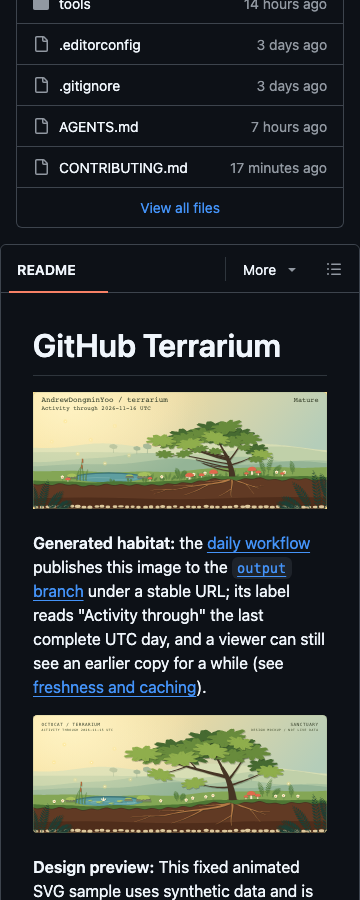 tools 14 hours ago
.editorconfig 3 days ago
.gitignore 3 days ago
AGENTS.md 7 hours ago
CONTRIBUTING.md 17 minutes ago
View all files
README More
GitHub Terrarium
AndrewDongminYoo / terrarium Mature
Activity through 2026-11-16 UTC
Generated habitat: the daily workflow
publishes this image to the output
branch under a stable URL; its label
reads "Activity through" the last
complete UTC day, and a viewer can still
see an earlier copy for a while (see
freshness and caching).
OCTOCAT / TERRARIUM SANCTUARY
Design preview: This fixed animated
SVG sample uses synthetic data and is